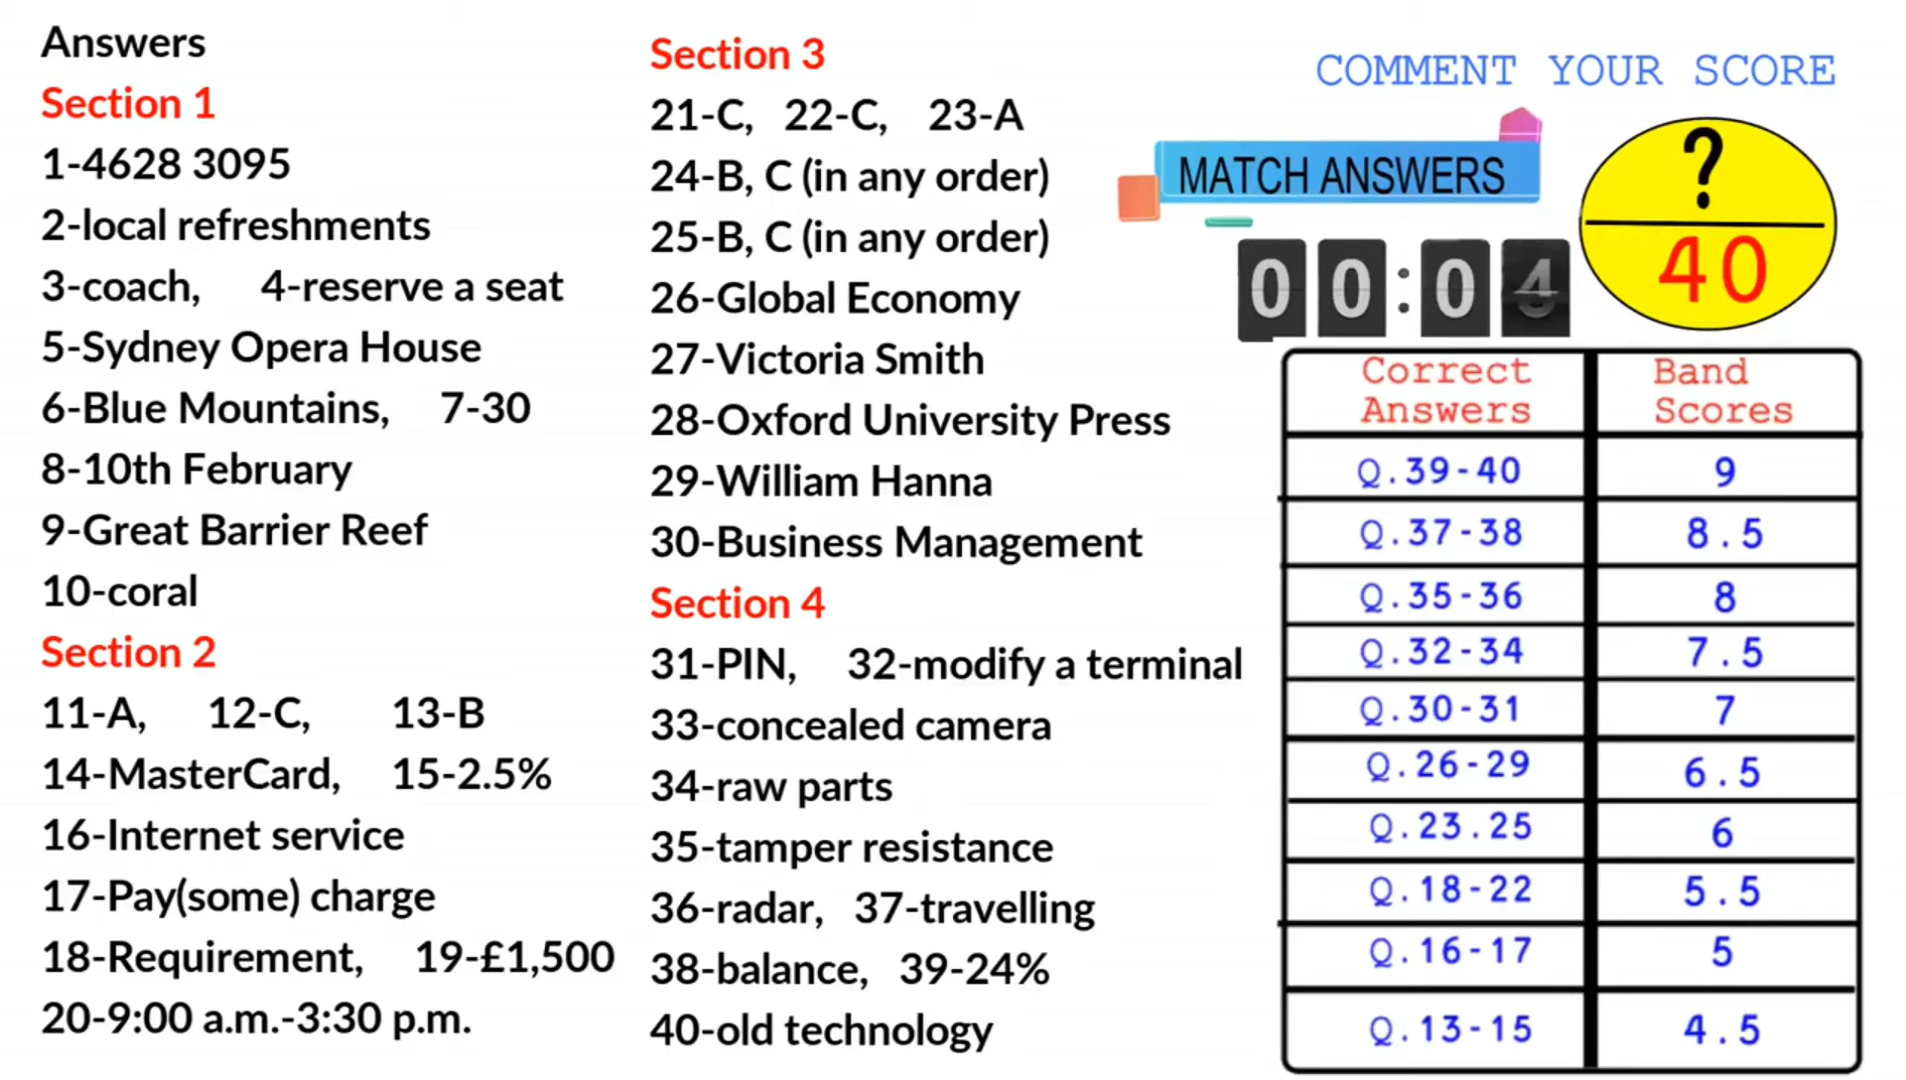 Answers
Section 1
1-4628 3095
2-local refreshments
3-coach, 4-reserve a seat
5-Sydney Opera House
6-Blue Mountains, 7-30
8-10th February
9-Great Barrier Reef
10-coral
Section 2
11-A, 12-C, 13-B
14-MasterCard, 15-2.5%
16-Internet service
17-Pay(some) charge
18-Requirement, 19-£1,500
20-9:00 a.m.-3:30 p.m.
Section 3
21-C, 22-C, 23-A
24-B, C (in any order)
25-B, C (in any order)
26-Global Economy
27-Victoria Smith
28-Oxford University Press
29-William Hanna
30-Business Management
Section 4
31-PIN, 32-modify a terminal
33-concealed camera
34-raw parts
35-tamper resistance
36-radar, 37-travelling
38-balance, 39-24%
40-old technology
COMMENT YOUR SCORE
MATCH ANSWERS
?
40
00:04
Correct Answers Band Scores
Q.39-40 9
Q.37-38 8.5
Q.35-36 8
Q.32-34 7.5
Q.30-31 7
Q.26-29 6.5
Q.23.25 6
Q.18-22 5.5
Q.16-17 5
Q.13-15 4.5